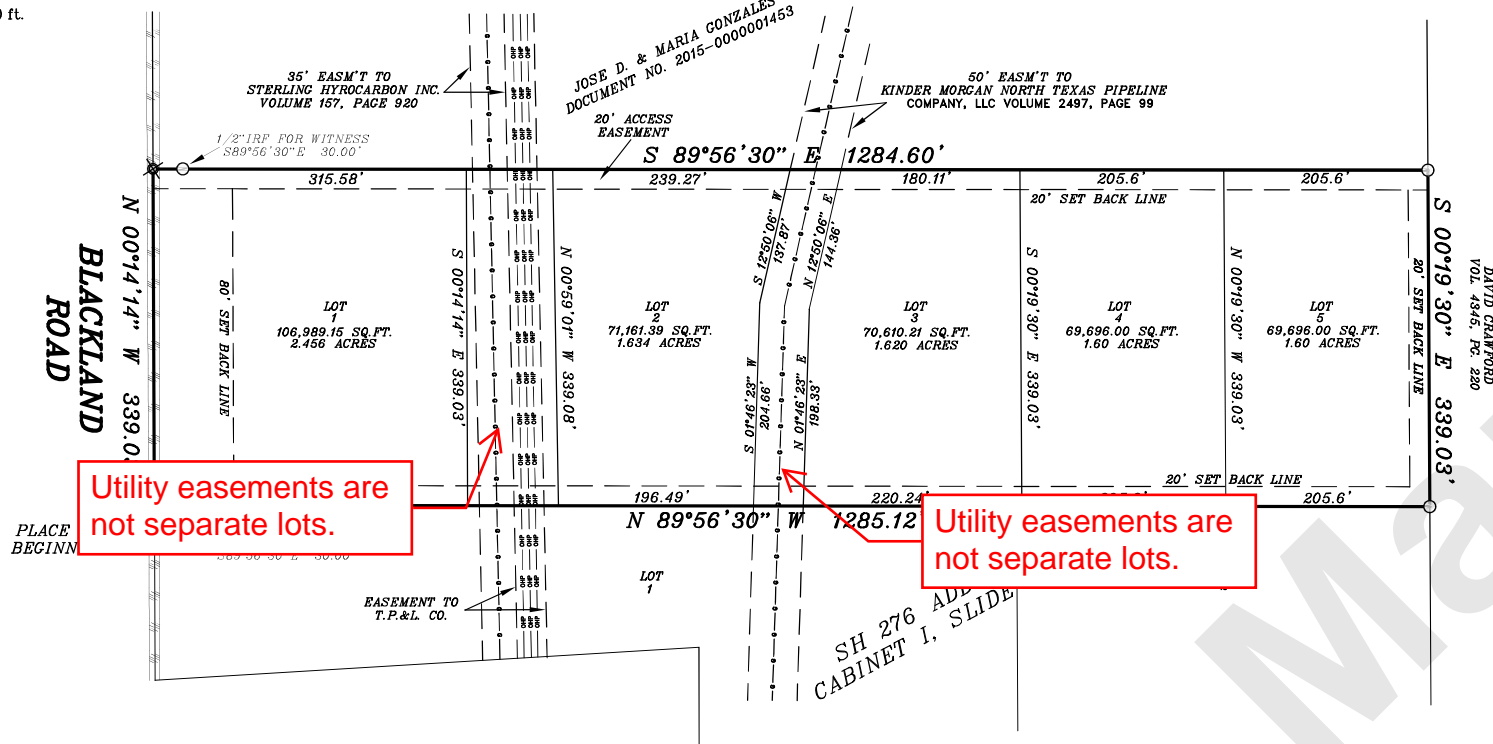 ft.
35' EASM'T TO
STERLING HYROCARBON INC.
VOLUME 157, PAGE 920
JOSE D. & MARIA GONZALES
DOCUMENT NO. 2015-0000001453
50' EASM'T TO
KINDER MORGAN NORTH TEXAS PIPELINE
COMPANY, LLC VOLUME 2497, PAGE 99
20' ACCESS
EASEMENT
1/2"IRF FOR WITNESS
S89°56'30"E 30.00'
S 89°56'30" E 1284.60'
315.58'
239.27'
180.11'
205.6'
205.6'
20' SET BACK LINE
N 00°14'14" W 339.0
BLACKLAND
ROAD
80' SET BACK LINE
LOT
1
106,989.15 SQ.FT.
2.456 ACRES
S 00°14'14" E 339.03'
OHP
N 00°59'01" W 339.08'
LOT
2
71,161.39 SQ.FT.
1.634 ACRES
S 12°50'06" W
137.87'
N 12°50'06" E
144.36'
S 01°46'23" W
204.66'
N 01°46'23" E
198.33'
LOT
3
70,610.21 SQ.FT.
1.620 ACRES
S 00°19'30" E 339.03'
LOT
4
69,696.00 SQ.FT.
1.60 ACRES
N 00°19'30" W 339.03'
LOT
5
69,696.00 SQ.FT.
1.60 ACRES
20' SET BACK LINE
S 00°19'30" E 339.03'
DAVID CRAWFORD
VOL. 4345, PG. 220
20' SET BACK LINE
196.49'
220.24'
205.6'
N 89°56'30" W 1285.12
Utility easements are
not separate lots.
Utility easements are
not separate lots.
PLACE
BEGINN
S89°56'30"E 30.00'
LOT
1
EASEMENT TO
T.P.&L. CO.
SH 276 ADD
CABINET I, SLIDE
Ma